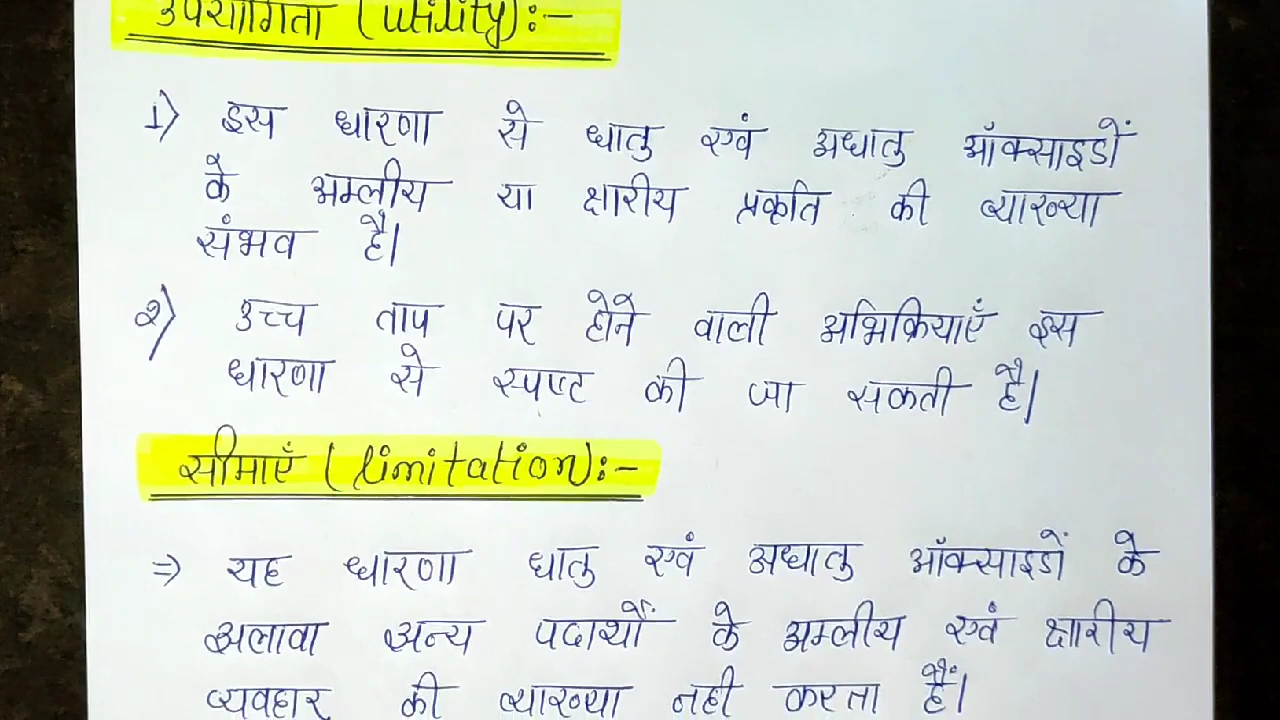 उपयोगिता (utility):-
1) इस धारणा से धातु एवं अधातु ऑक्साइडों
के अम्लीय या क्षारीय प्रकृति की व्याख्या
संभव है।
2) उच्च ताप पर होने वाली अभिक्रियाएँ इस
धारणा से स्पष्ट की जा सकती है।
सीमाएँ (limitation):-
⇒ यह धारणा धातु एवं अधातु ऑक्साइडों के
अलावा अन्य पदार्थों के अम्लीय एवं क्षारीय
व्यवहार की व्याख्या नही करता हैं।